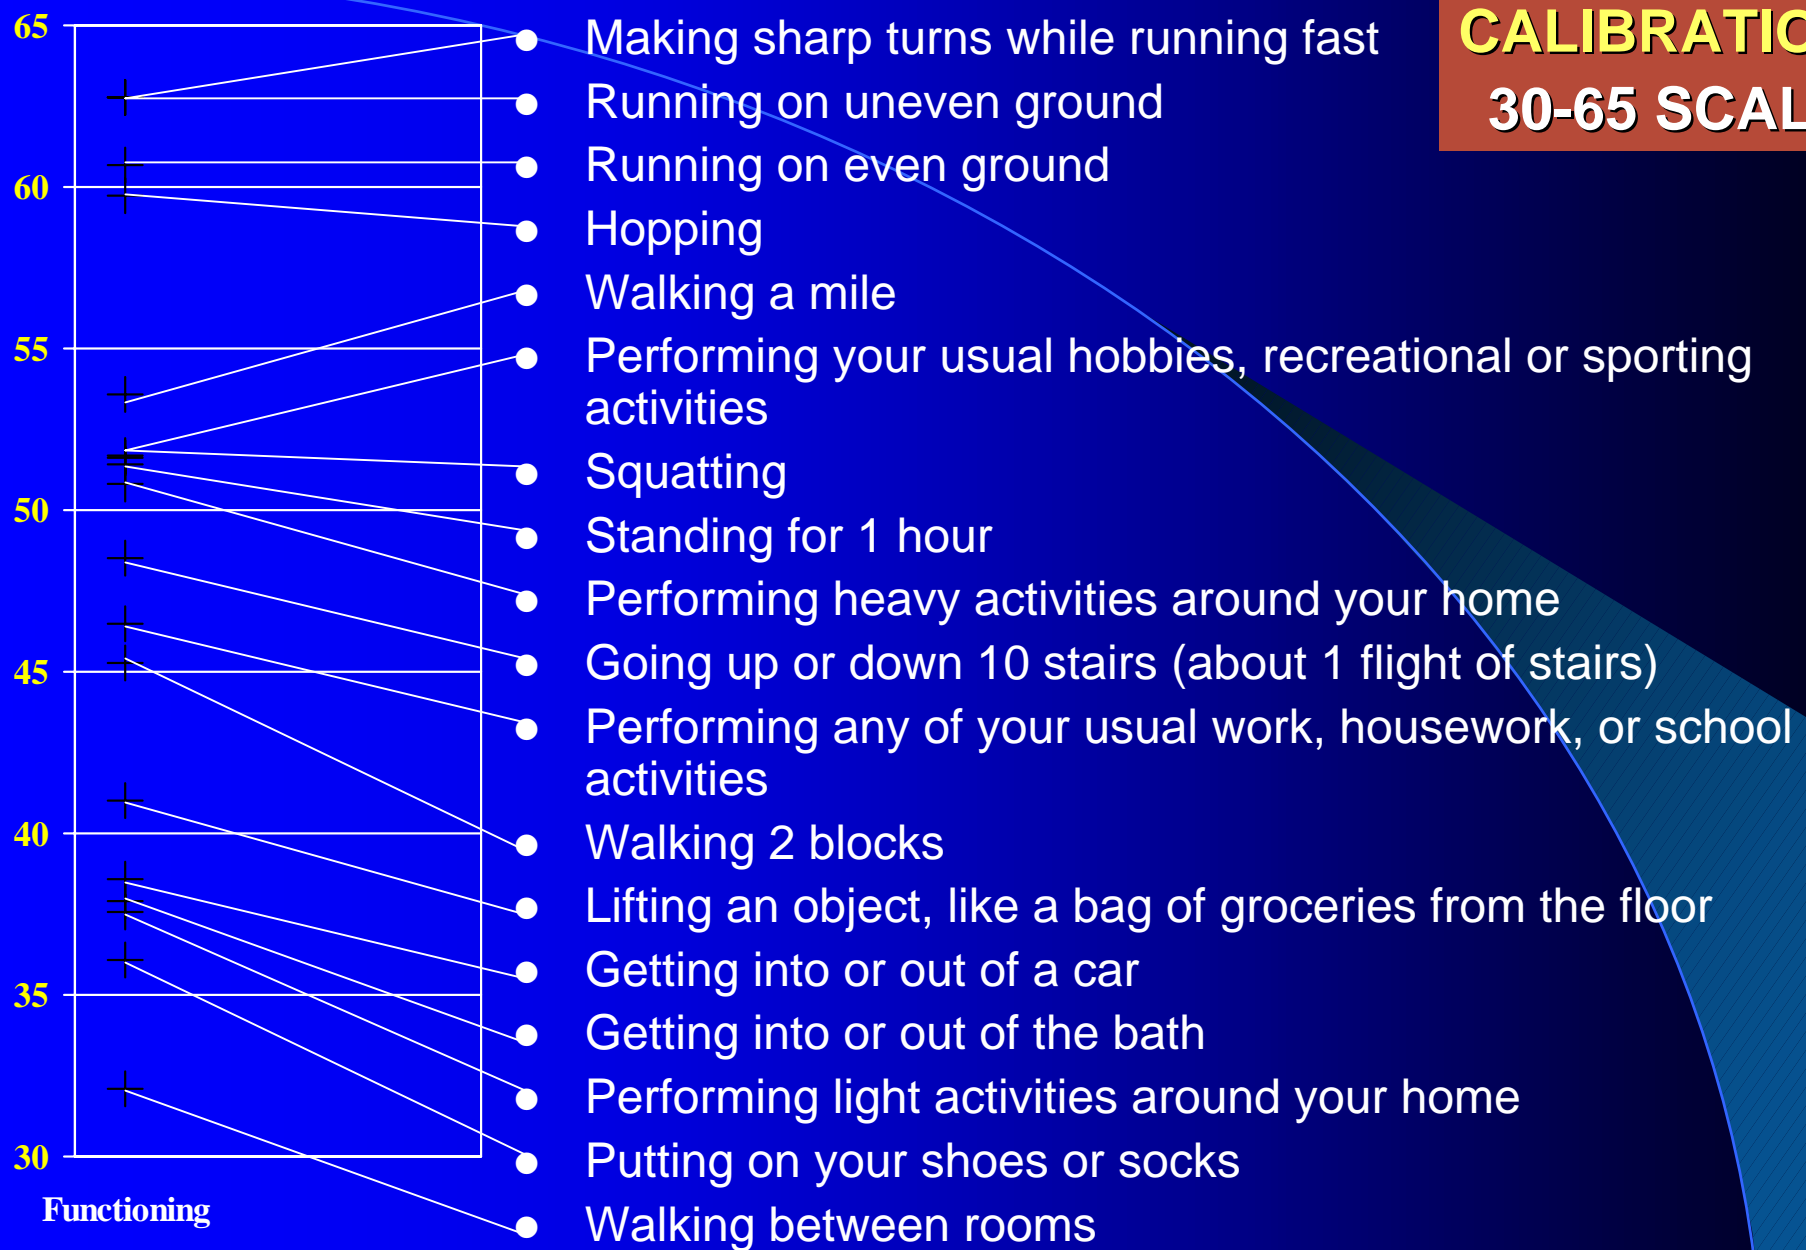 65
60
55
50
45
40
35
30
Functioning
Making sharp turns while running fast
Running on uneven ground
Running on even ground
Hopping
Walking a mile
Performing your usual hobbies, recreational or sporting
activities
Squatting
Standing for 1 hour
Performing heavy activities around your home
Going up or down 10 stairs (about 1 flight of stairs)
Performing any of your usual work, housework, or school
activities
Walking 2 blocks
Lifting an object, like a bag of groceries from the floor
Getting into or out of a car
Getting into or out of the bath
Performing light activities around your home
Putting on your shoes or socks
Walking between rooms
30-65